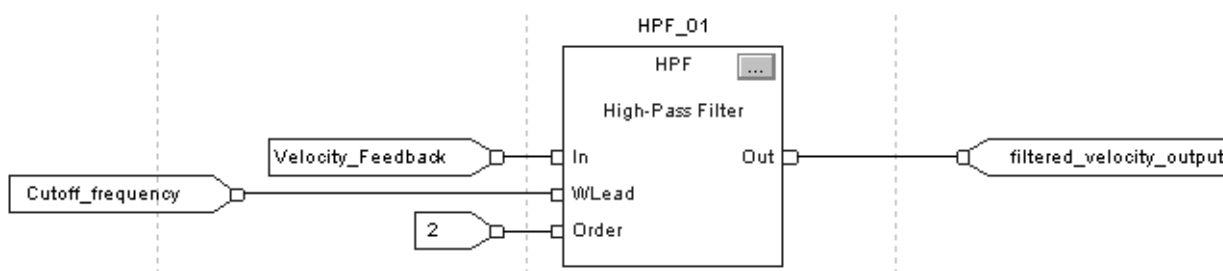 HPF_01
HPF
...
High-Pass Filter
Velocity_Feedback
In
Out
filtered_velocity_output
Cutoff_frequency
WLead
2
Order